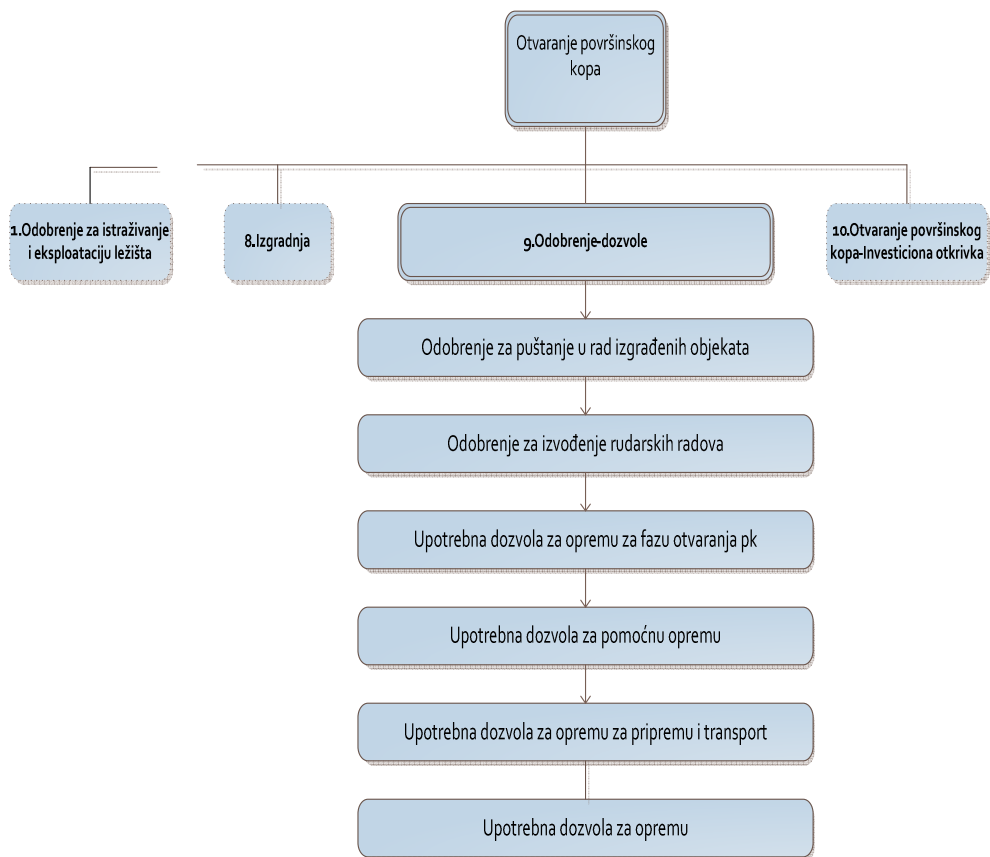 Otvaranje površinskog
kopa
1.Odobrenje za istraživanje
i eksploataciju ležišta
8.Izgradnja
9.Odobrenje-dozvole
10.Otvaranje površinskog
kopa-Investiciona otkrivka
Odobrenje za puštanje u rad izgrađenih objekata
Odobrenje za izvođenje rudarskih radova
Upotrebna dozvola za opremu za fazu otvaranja pk
Upotrebna dozvola za pomoćnu opremu
Upotrebna dozvola za opremu za pripremu i transport
Upotrebna dozvola za opremu